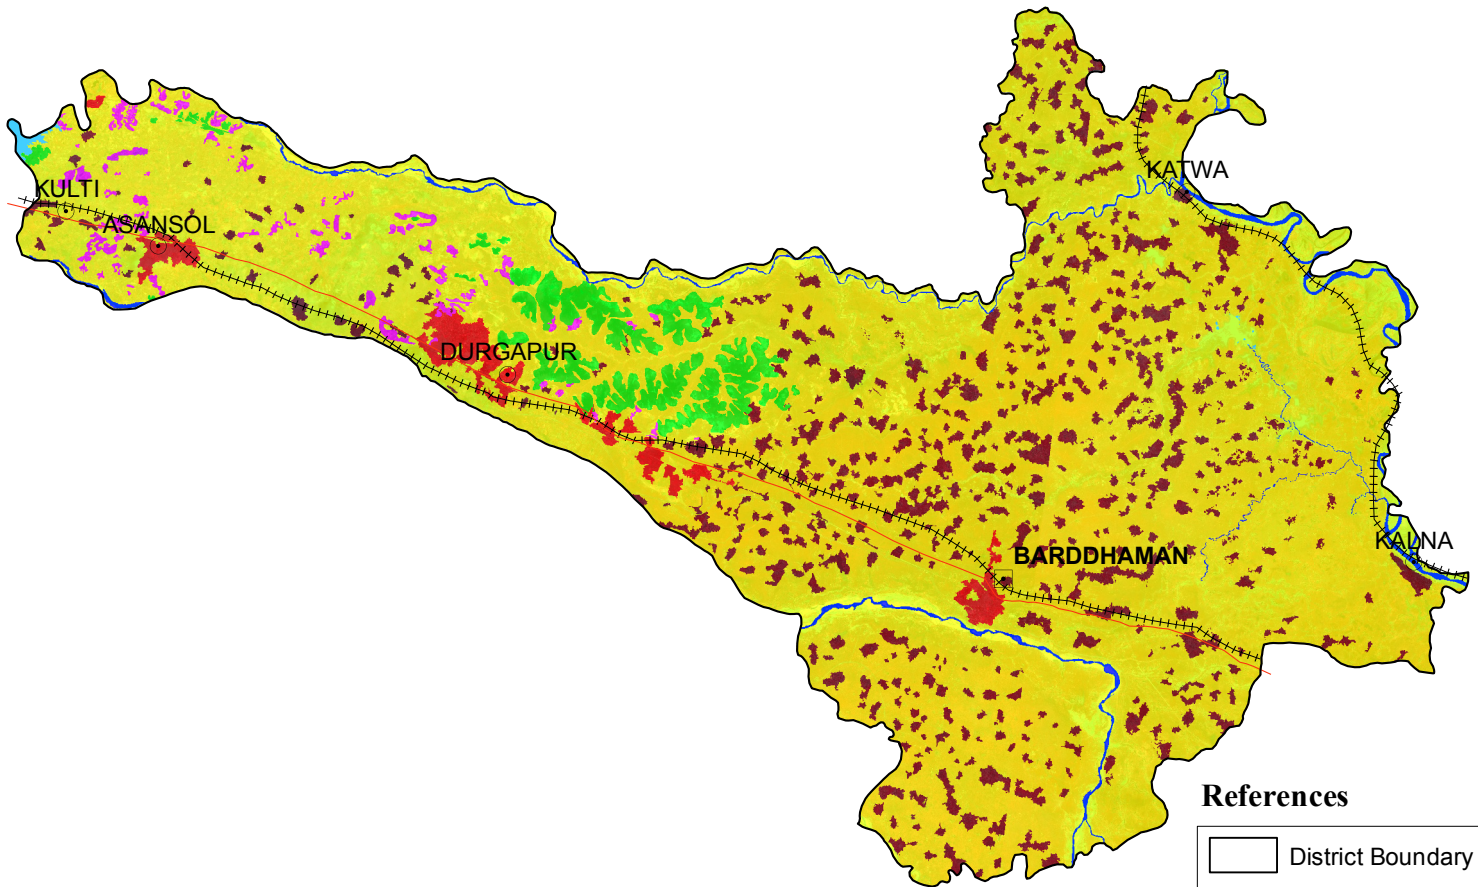 KATWA
KULTI
ASANSOL
DURGAPUR
KALNA
BARDDHAMAN
References
District Boundary